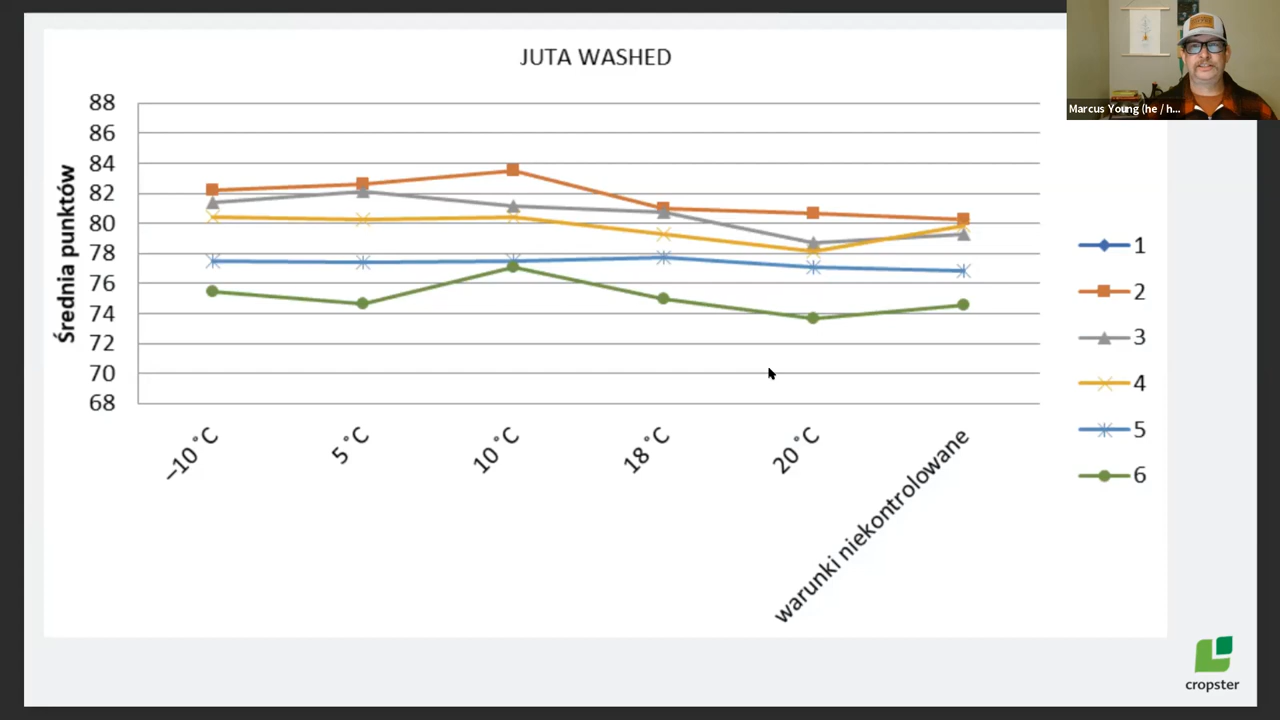 JUTA WASHED
Marcus Young (he / h...
88
86
84
82
80
78
76
74
72
70
68
Średnia punktów
–10˚C
5˚C
10˚C
18˚C
20˚C
warunki niekontrolowane
1
2
3
4
5
6
cropster